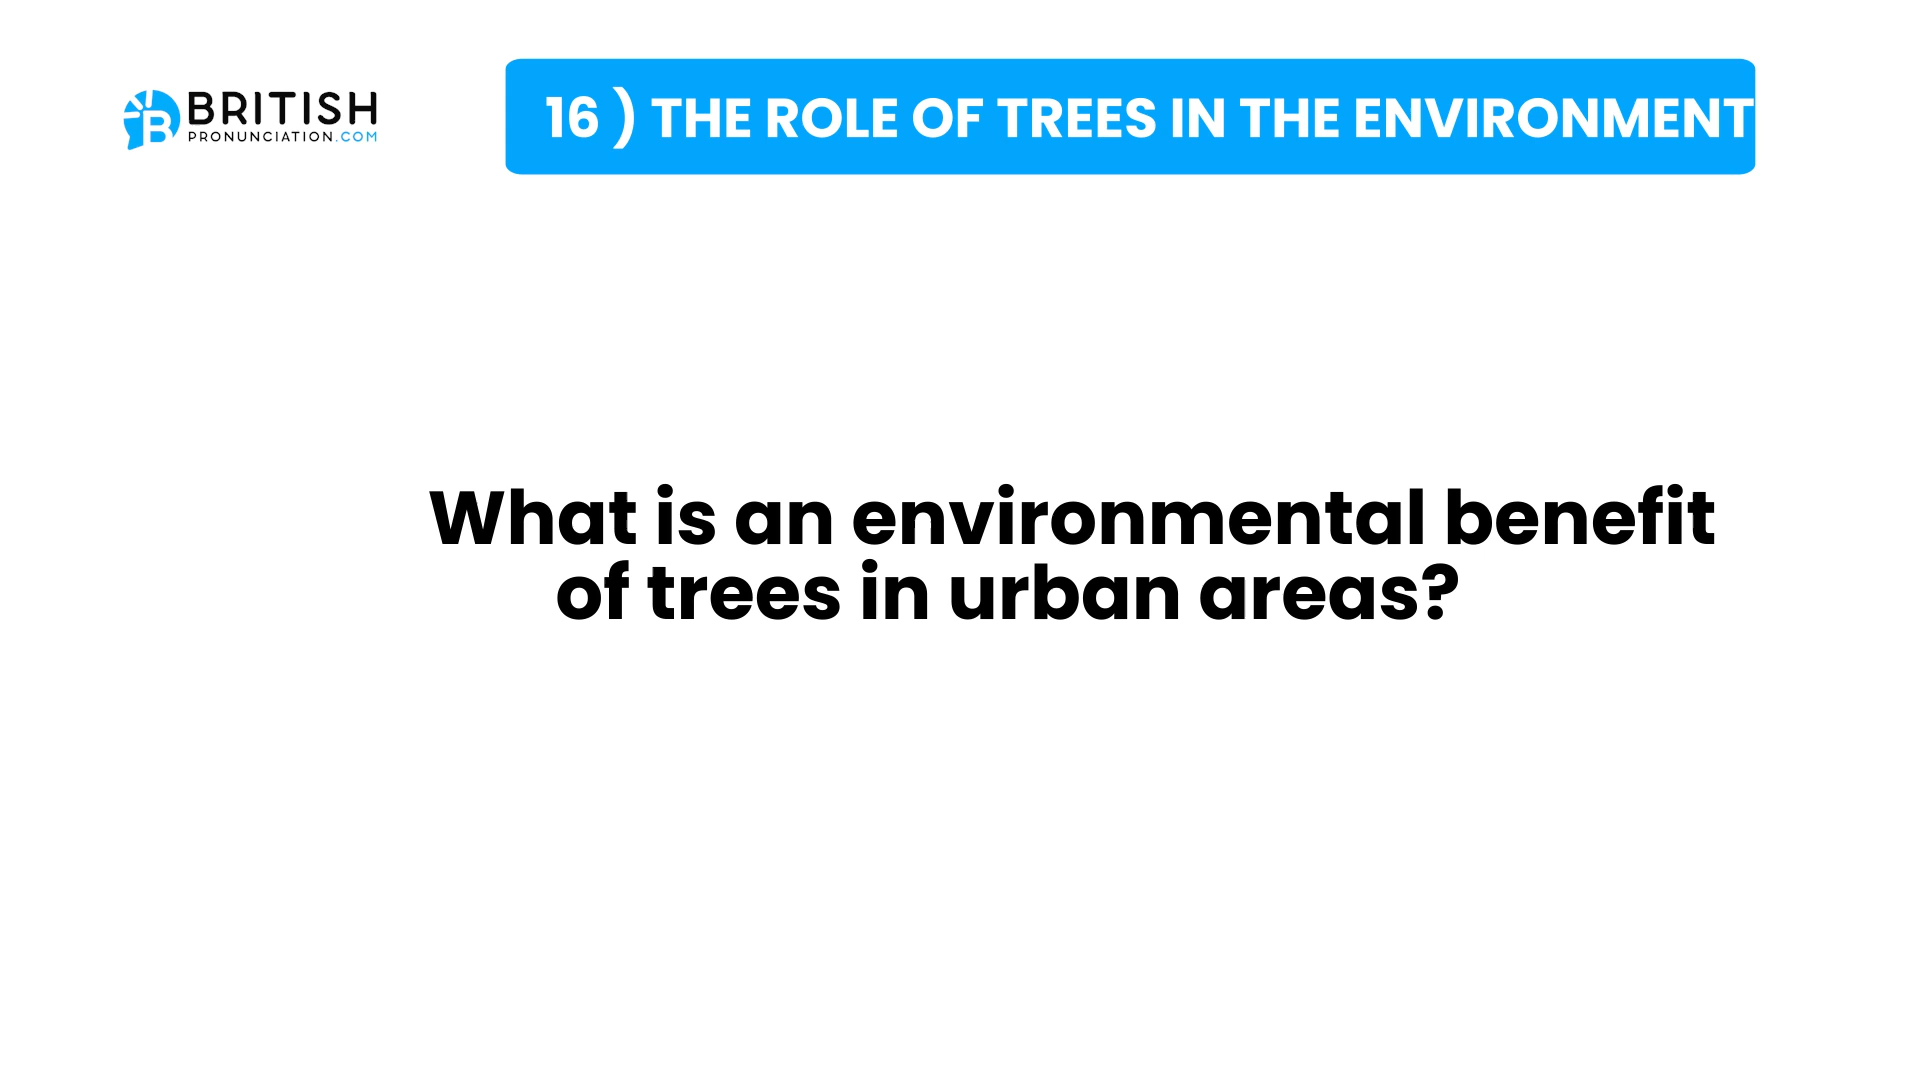 BRITISH
PRONUNCIATION.COM
16 ) THE ROLE OF TREES IN THE ENVIRONMENT
What is an environmental benefit
of trees in urban areas?